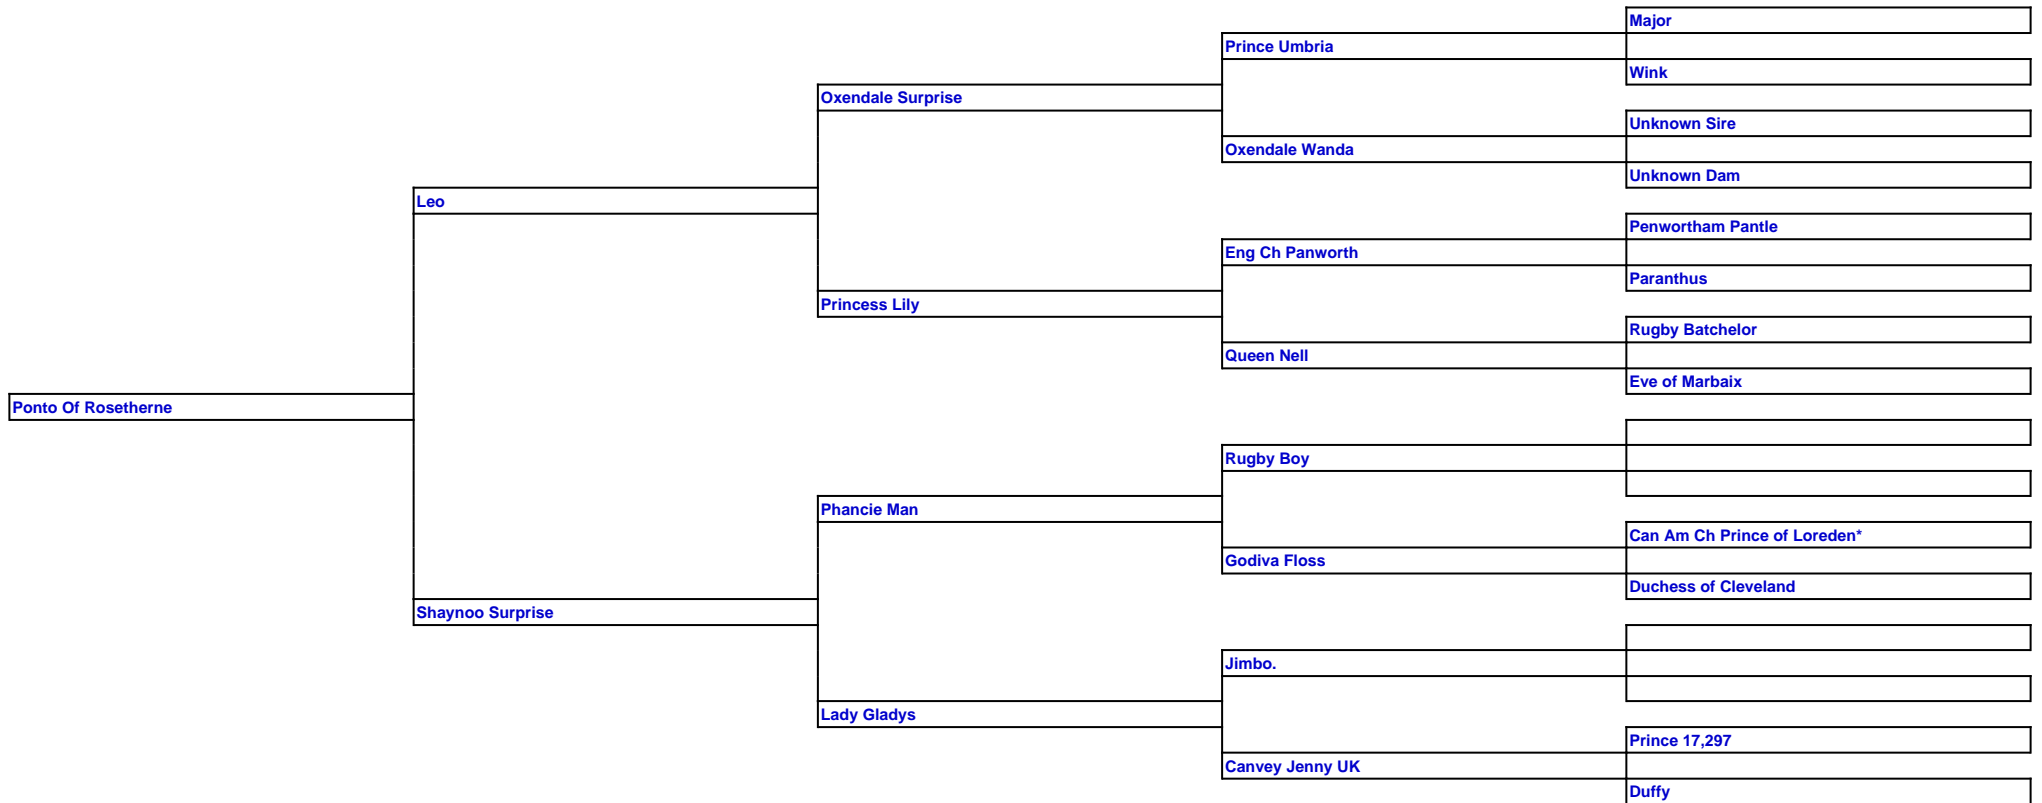 Major
Prince Umbria
Wink
Oxendale Surprise
Unknown Sire
Oxendale Wanda
Unknown Dam
Leo
Penwortham Pantle
Eng Ch Panworth
Paranthus
Princess Lily
Rugby Batchelor
Queen Nell
Eve of Marbaix
Ponto Of Rosetherne
Rugby Boy
Phancie Man
Can Am Ch Prince of Loreden*
Godiva Floss
Duchess of Cleveland
Shaynoo Surprise
Jimbo.
Lady Gladys
Prince 17,297
Canvey Jenny UK
Duffy